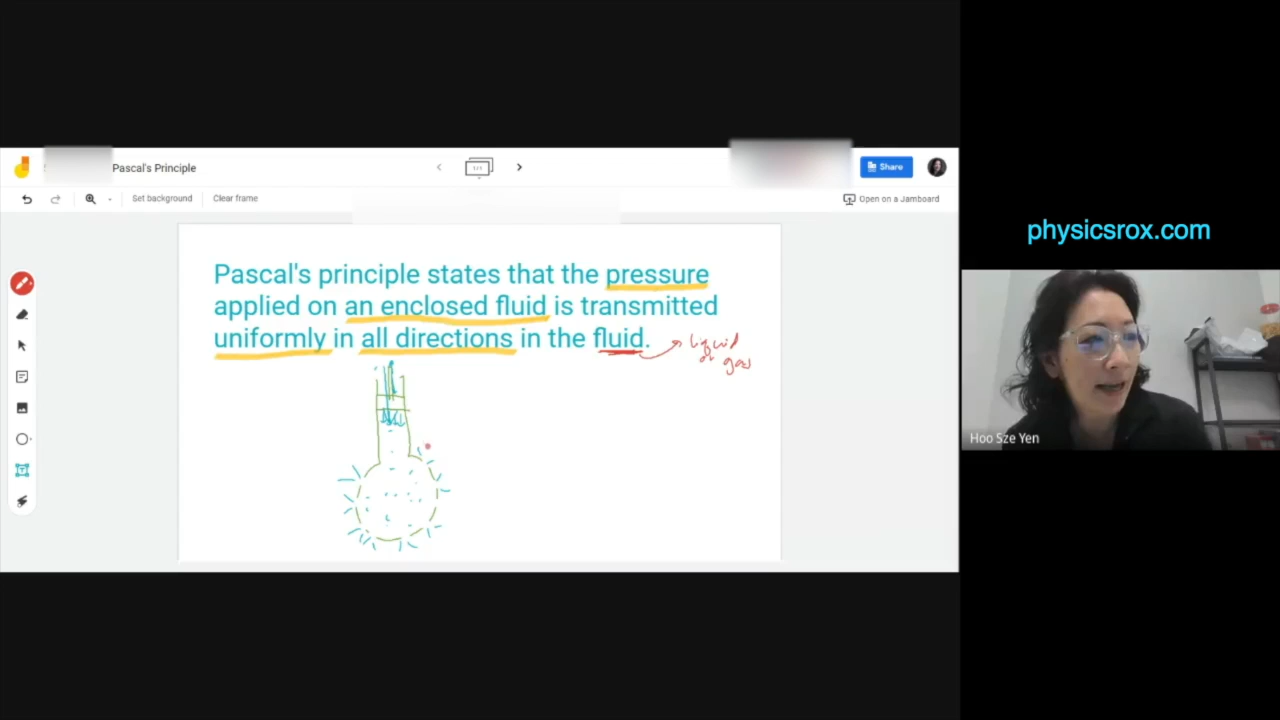 Pascal's Principle
Share
Set background
Clear frame
Open on a Jamboard
physicsrox.com
Pascal's principle states that the pressure
applied on an enclosed fluid is transmitted
uniformly in all directions in the fluid.
liquid
or gas
Hoo Sze Yen